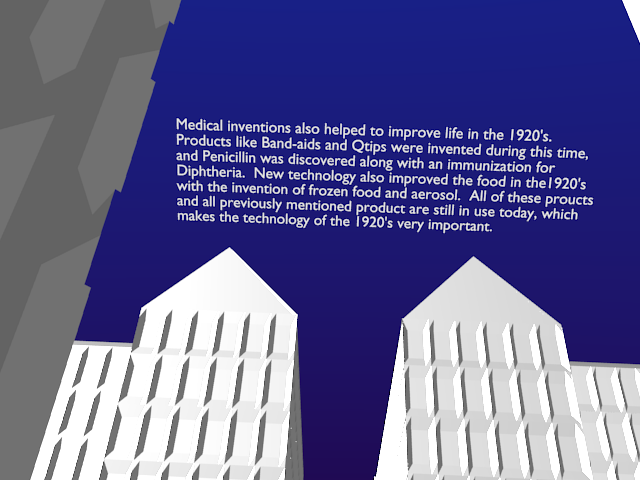 Medical inventions also helped to improve life in the 1920's.
Products like Band-aids and Qtips were invented during this time,
and Penicillin was discovered along with an immunization for
Diphtheria.  New technology also improved the food in the1920's
with the invention of frozen food and aerosol.  All of these proucts
and all previously mentioned product are still in use today, which
makes the technology of the 1920's very important.